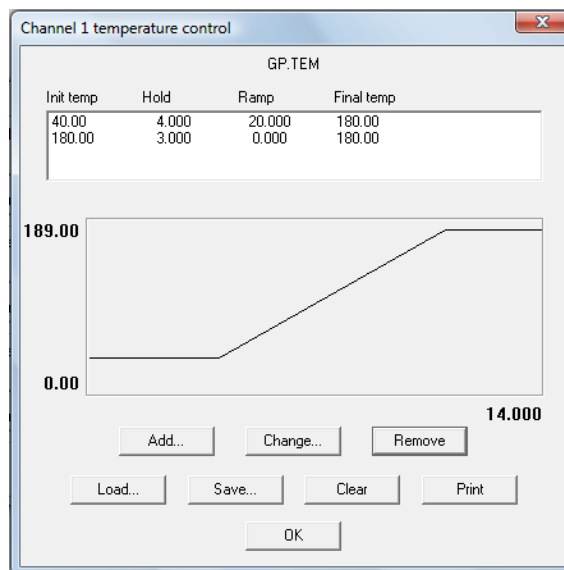 Channel 1 temperature control
GP.TEM
Init temp Hold Ramp Final temp
40.00 4.000 20.000 180.00
180.00 3.000 0.000 180.00
189.00
0.00
14.000
Add... Change... Remove
Load... Save... Clear Print
OK